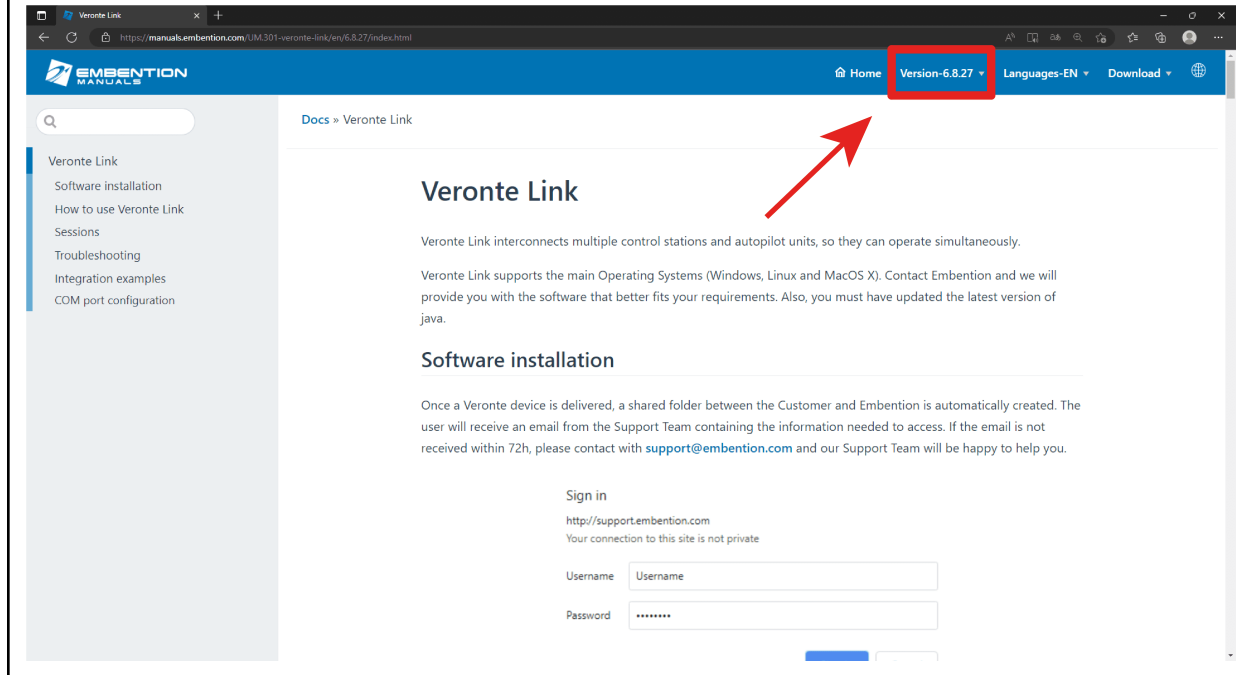 Veronte Link
https://manuals.embention.com/UM.301-veronte-link/en/6.8.27/index.html
EMBENTION
MANUALS
Home
Version-6.8.27
Languages-EN
Download
Docs » Veronte Link
Veronte Link
Software installation
How to use Veronte Link
Sessions
Troubleshooting
Integration examples
COM port configuration
Veronte Link
Veronte Link interconnects multiple control stations and autopilot units, so they can operate simultaneously.
Veronte Link supports the main Operating Systems (Windows, Linux and MacOS X). Contact Embention and we will
provide you with the software that better fits your requirements. Also, you must have updated the latest version of
java.
Software installation
Once a Veronte device is delivered, a shared folder between the Customer and Embention is automatically created. The
user will receive an email from the Support Team containing the information needed to access. If the email is not
received within 72h, please contact with support@embention.com and our Support Team will be happy to help you.
Sign in
http://support.embention.com
Your connection to this site is not private
Username Username
Password ••••••••